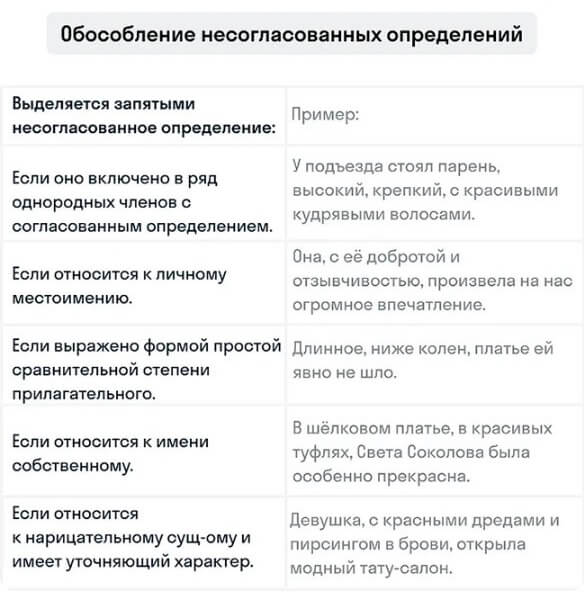 Обособление несогласованных определений
Выделяется запятыми
несогласованное определение:
Пример:
Если оно включено в ряд
однородных членов с
согласованным определением.
У подъезда стоял парень,
высокий, крепкий, с красивыми
кудрявыми волосами.
Если относится к личному
местоимению.
Она, с её добротой и
отзывчивостью, произвела на нас
огромное впечатление.
Если выражено формой простой
сравнительной степени
прилагательного.
Длинное, ниже колен, платье ей
явно не шло.
Если относится к имени
собственному.
В шёлковом платье, в красивых
туфлях, Света Соколова была
особенно прекрасна.
Если относится
к нарицательному сущ-ому и
имеет уточняющий характер.
Девушка, с красными дредами и
пирсингом в брови, открыла
модный тату-салон.